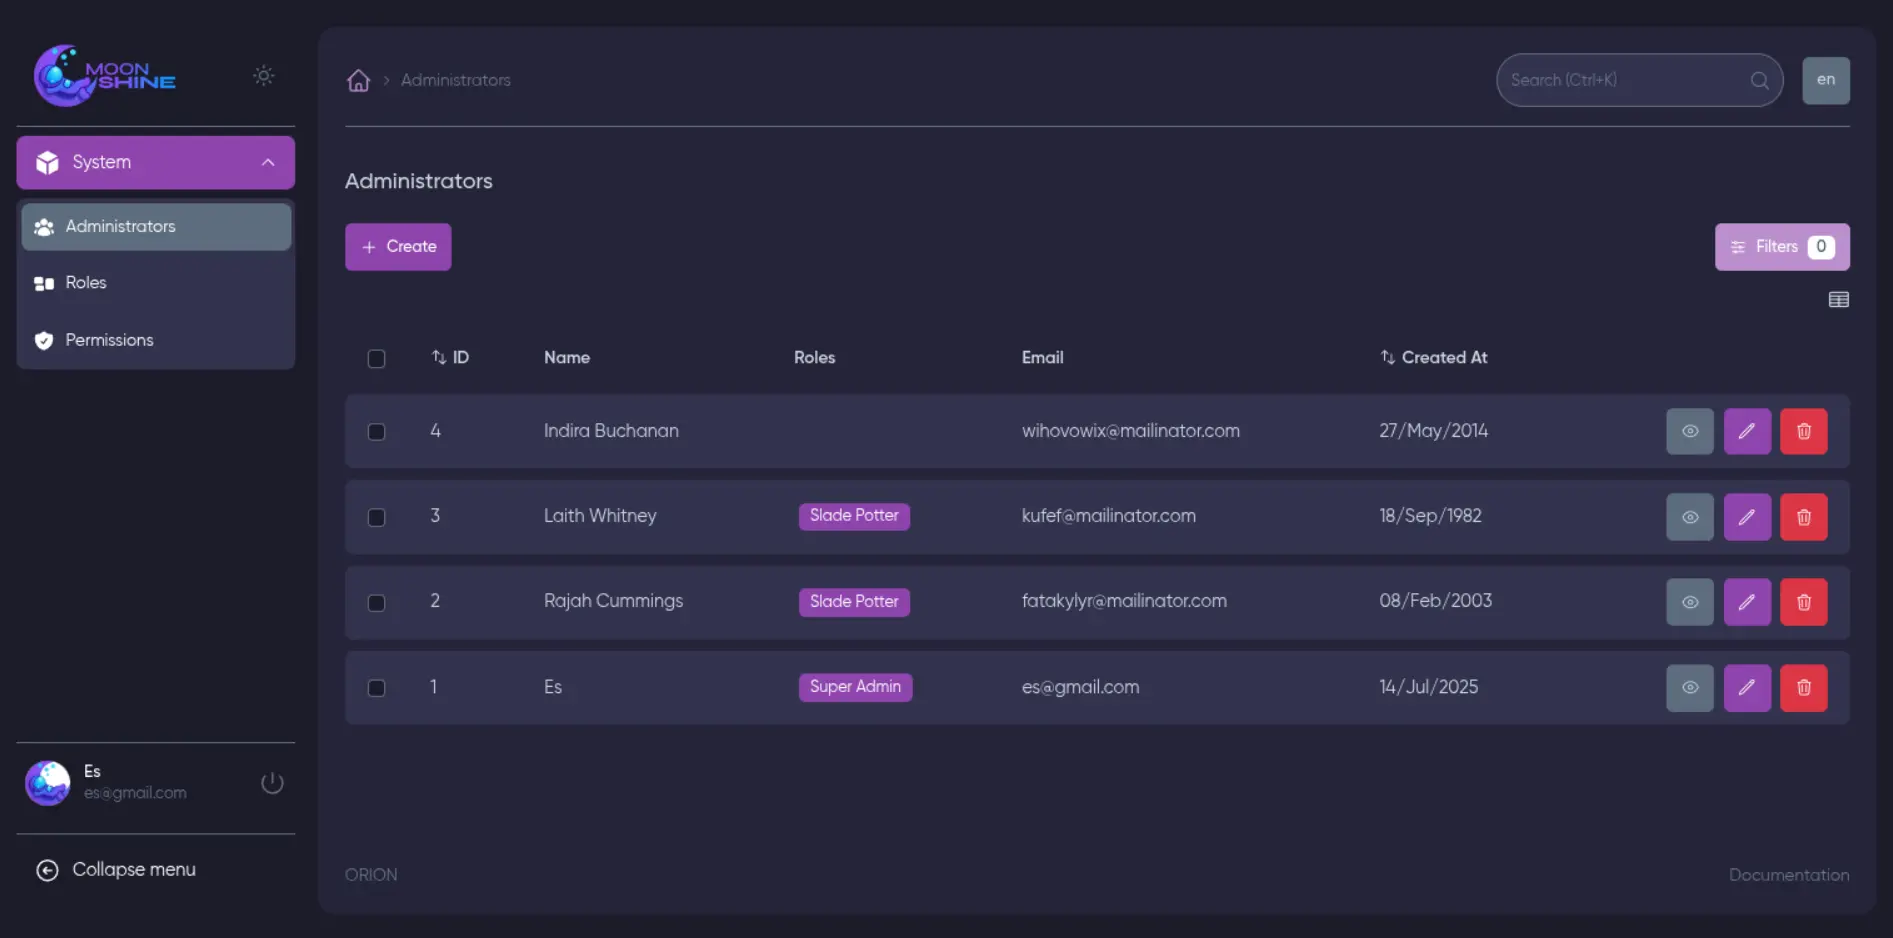 MOON
SHINE
Administrators
Search (Ctrl+K)
en
System
Administrators
Roles
Permissions
Administrators
Create
Filters 0
ID Name Roles Email Created At
4 Indira Buchanan wihovowix@mailinator.com 27/May/2014
3 Laith Whitney Slade Potter kufef@mailinator.com 18/Sep/1982
2 Rajah Cummings Slade Potter fatakylyr@mailinator.com 08/Feb/2003
1 Es Super Admin es@gmail.com 14/Jul/2025
Es
es@gmail.com
Collapse menu
ORION
Documentation